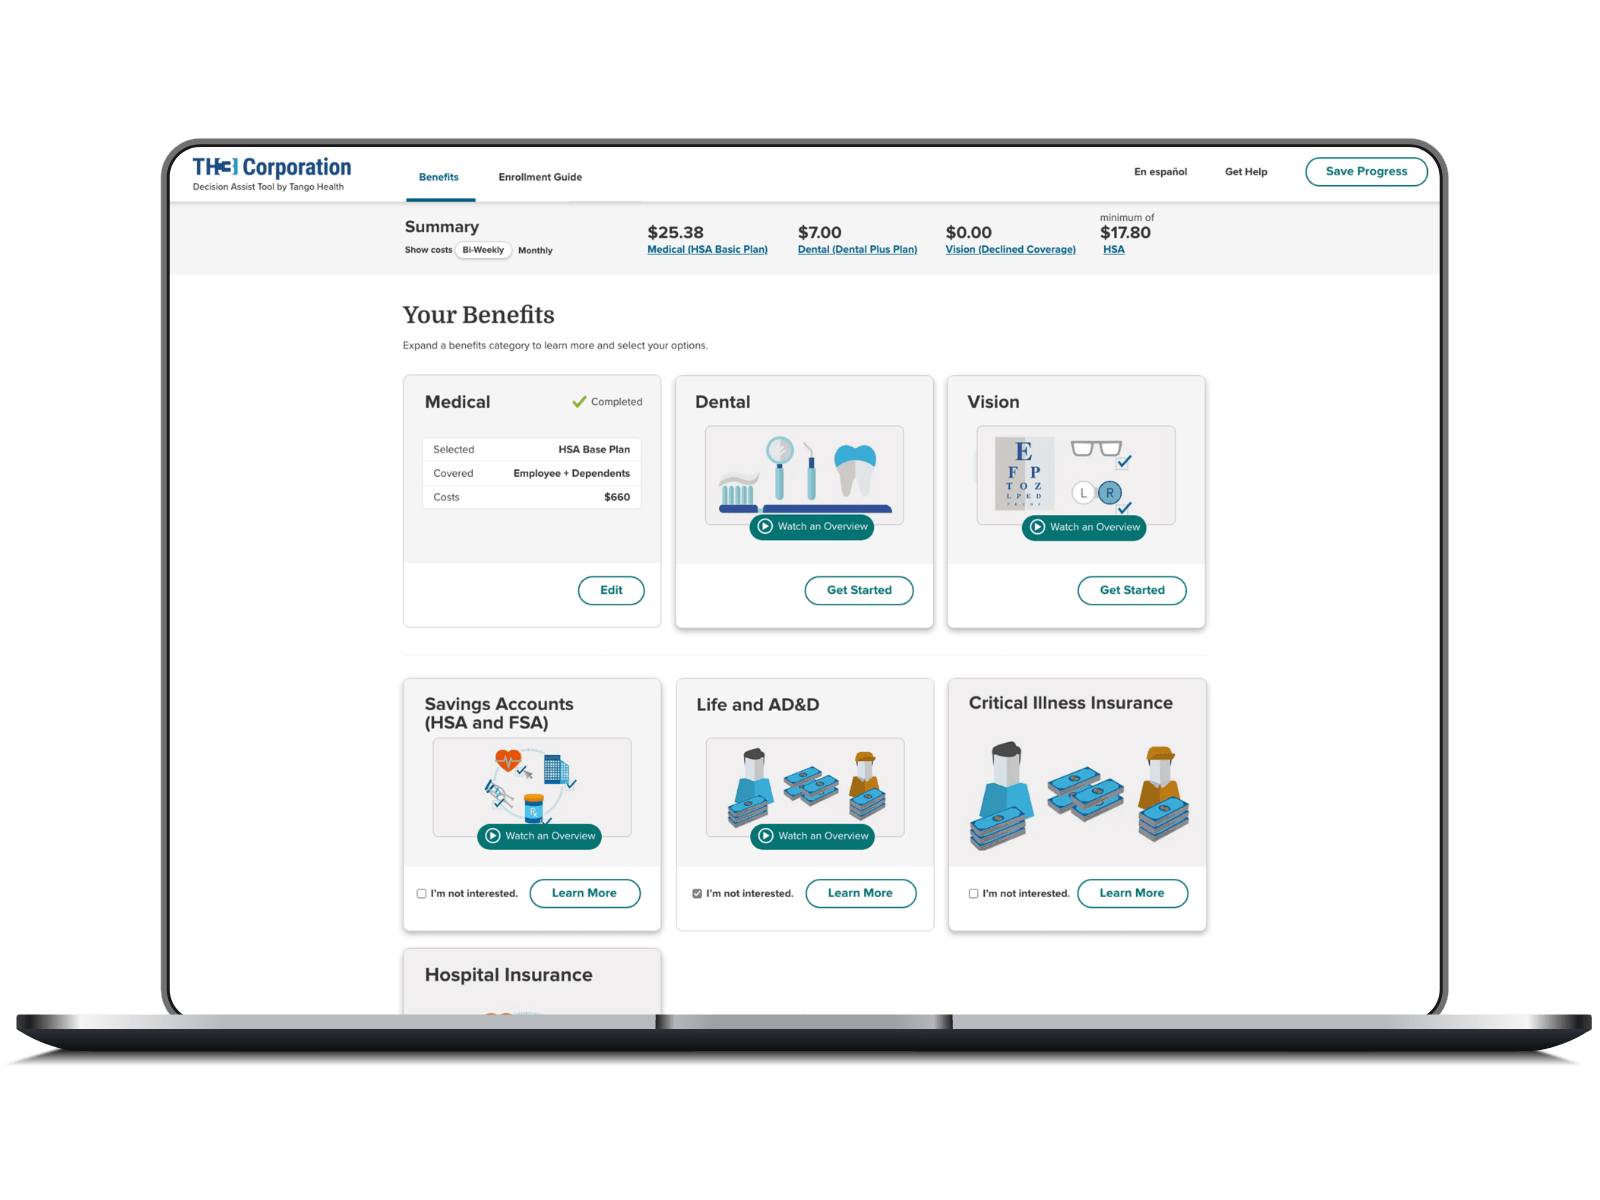 TH3 Corporation
Decision Assist Tool by Tango Health
Benefits
Enrollment Guide
En español
Get Help
Save Progress
Summary
Show costs Bi-Weekly Monthly
$25.38
Medical (HSA Basic Plan)
$7.00
Dental (Dental Plus Plan)
$0.00
Vision (Declined Coverage)
minimum of
$17.80
HSA
Your Benefits
Expand a benefits category to learn more and select your options.
Medical
Completed
Selected HSA Base Plan
Covered Employee + Dependents
Costs $660
Edit
Dental
Watch an Overview
Get Started
Vision
E
F P
T O Z
L P E D
L R
Watch an Overview
Get Started
Savings Accounts
(HSA and FSA)
Watch an Overview
I'm not interested.
Learn More
Life and AD&D
Watch an Overview
I'm not interested.
Learn More
Critical Illness Insurance
I'm not interested.
Learn More
Hospital Insurance